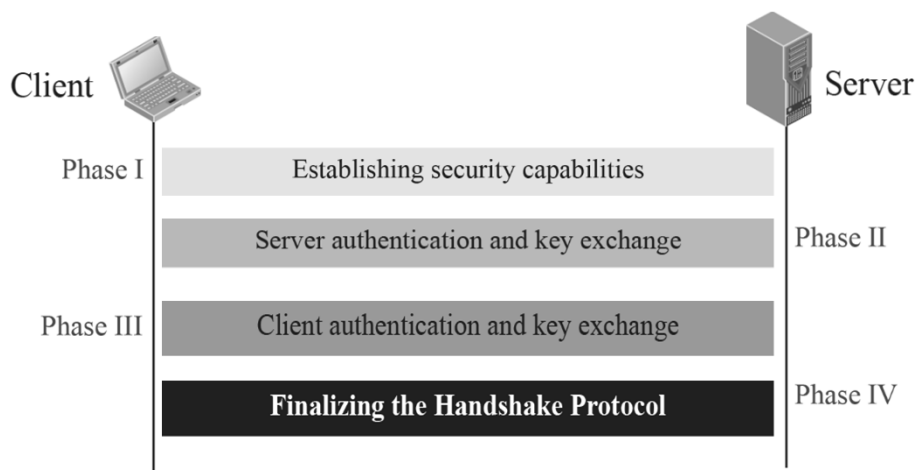 Client
Server
Phase I
Establishing security capabilities
Server authentication and key exchange
Phase II
Phase III
Client authentication and key exchange
Finalizing the Handshake Protocol
Phase IV